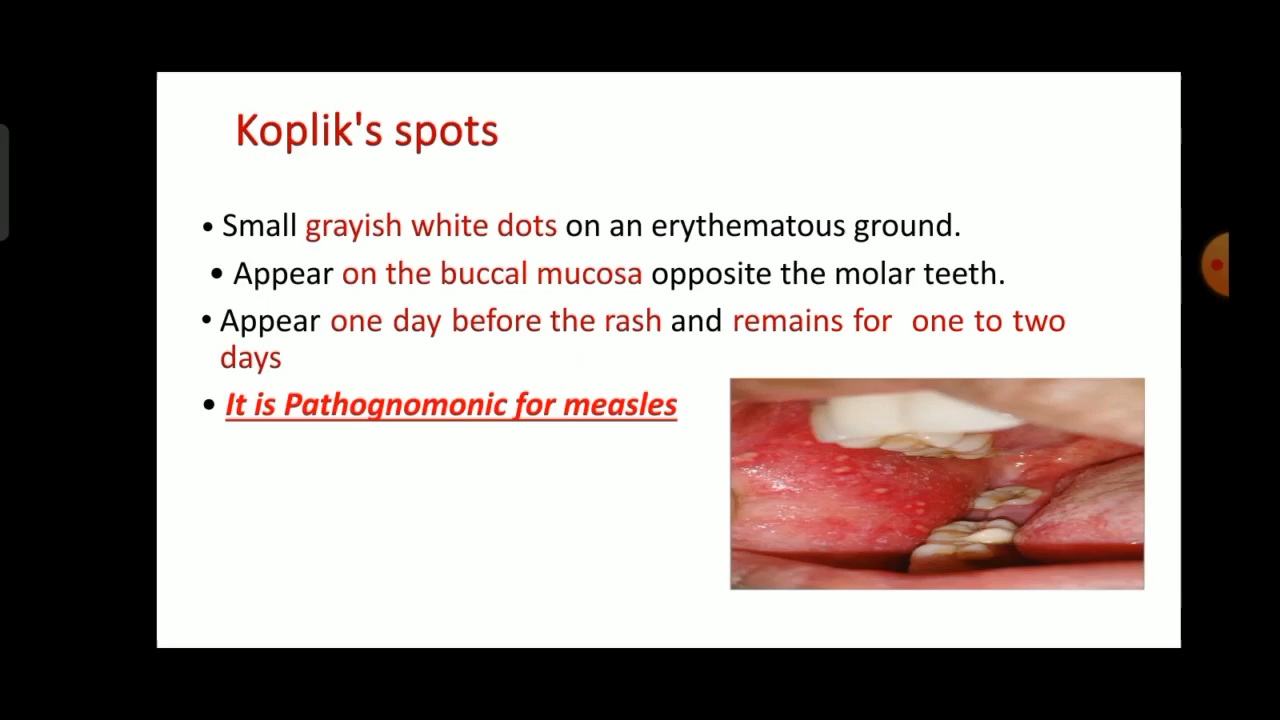 Koplik's spots
• Small grayish white dots on an erythematous ground.
• Appear on the buccal mucosa opposite the molar teeth.
• Appear one day before the rash and remains for one to two
days
• It is Pathognomonic for measles